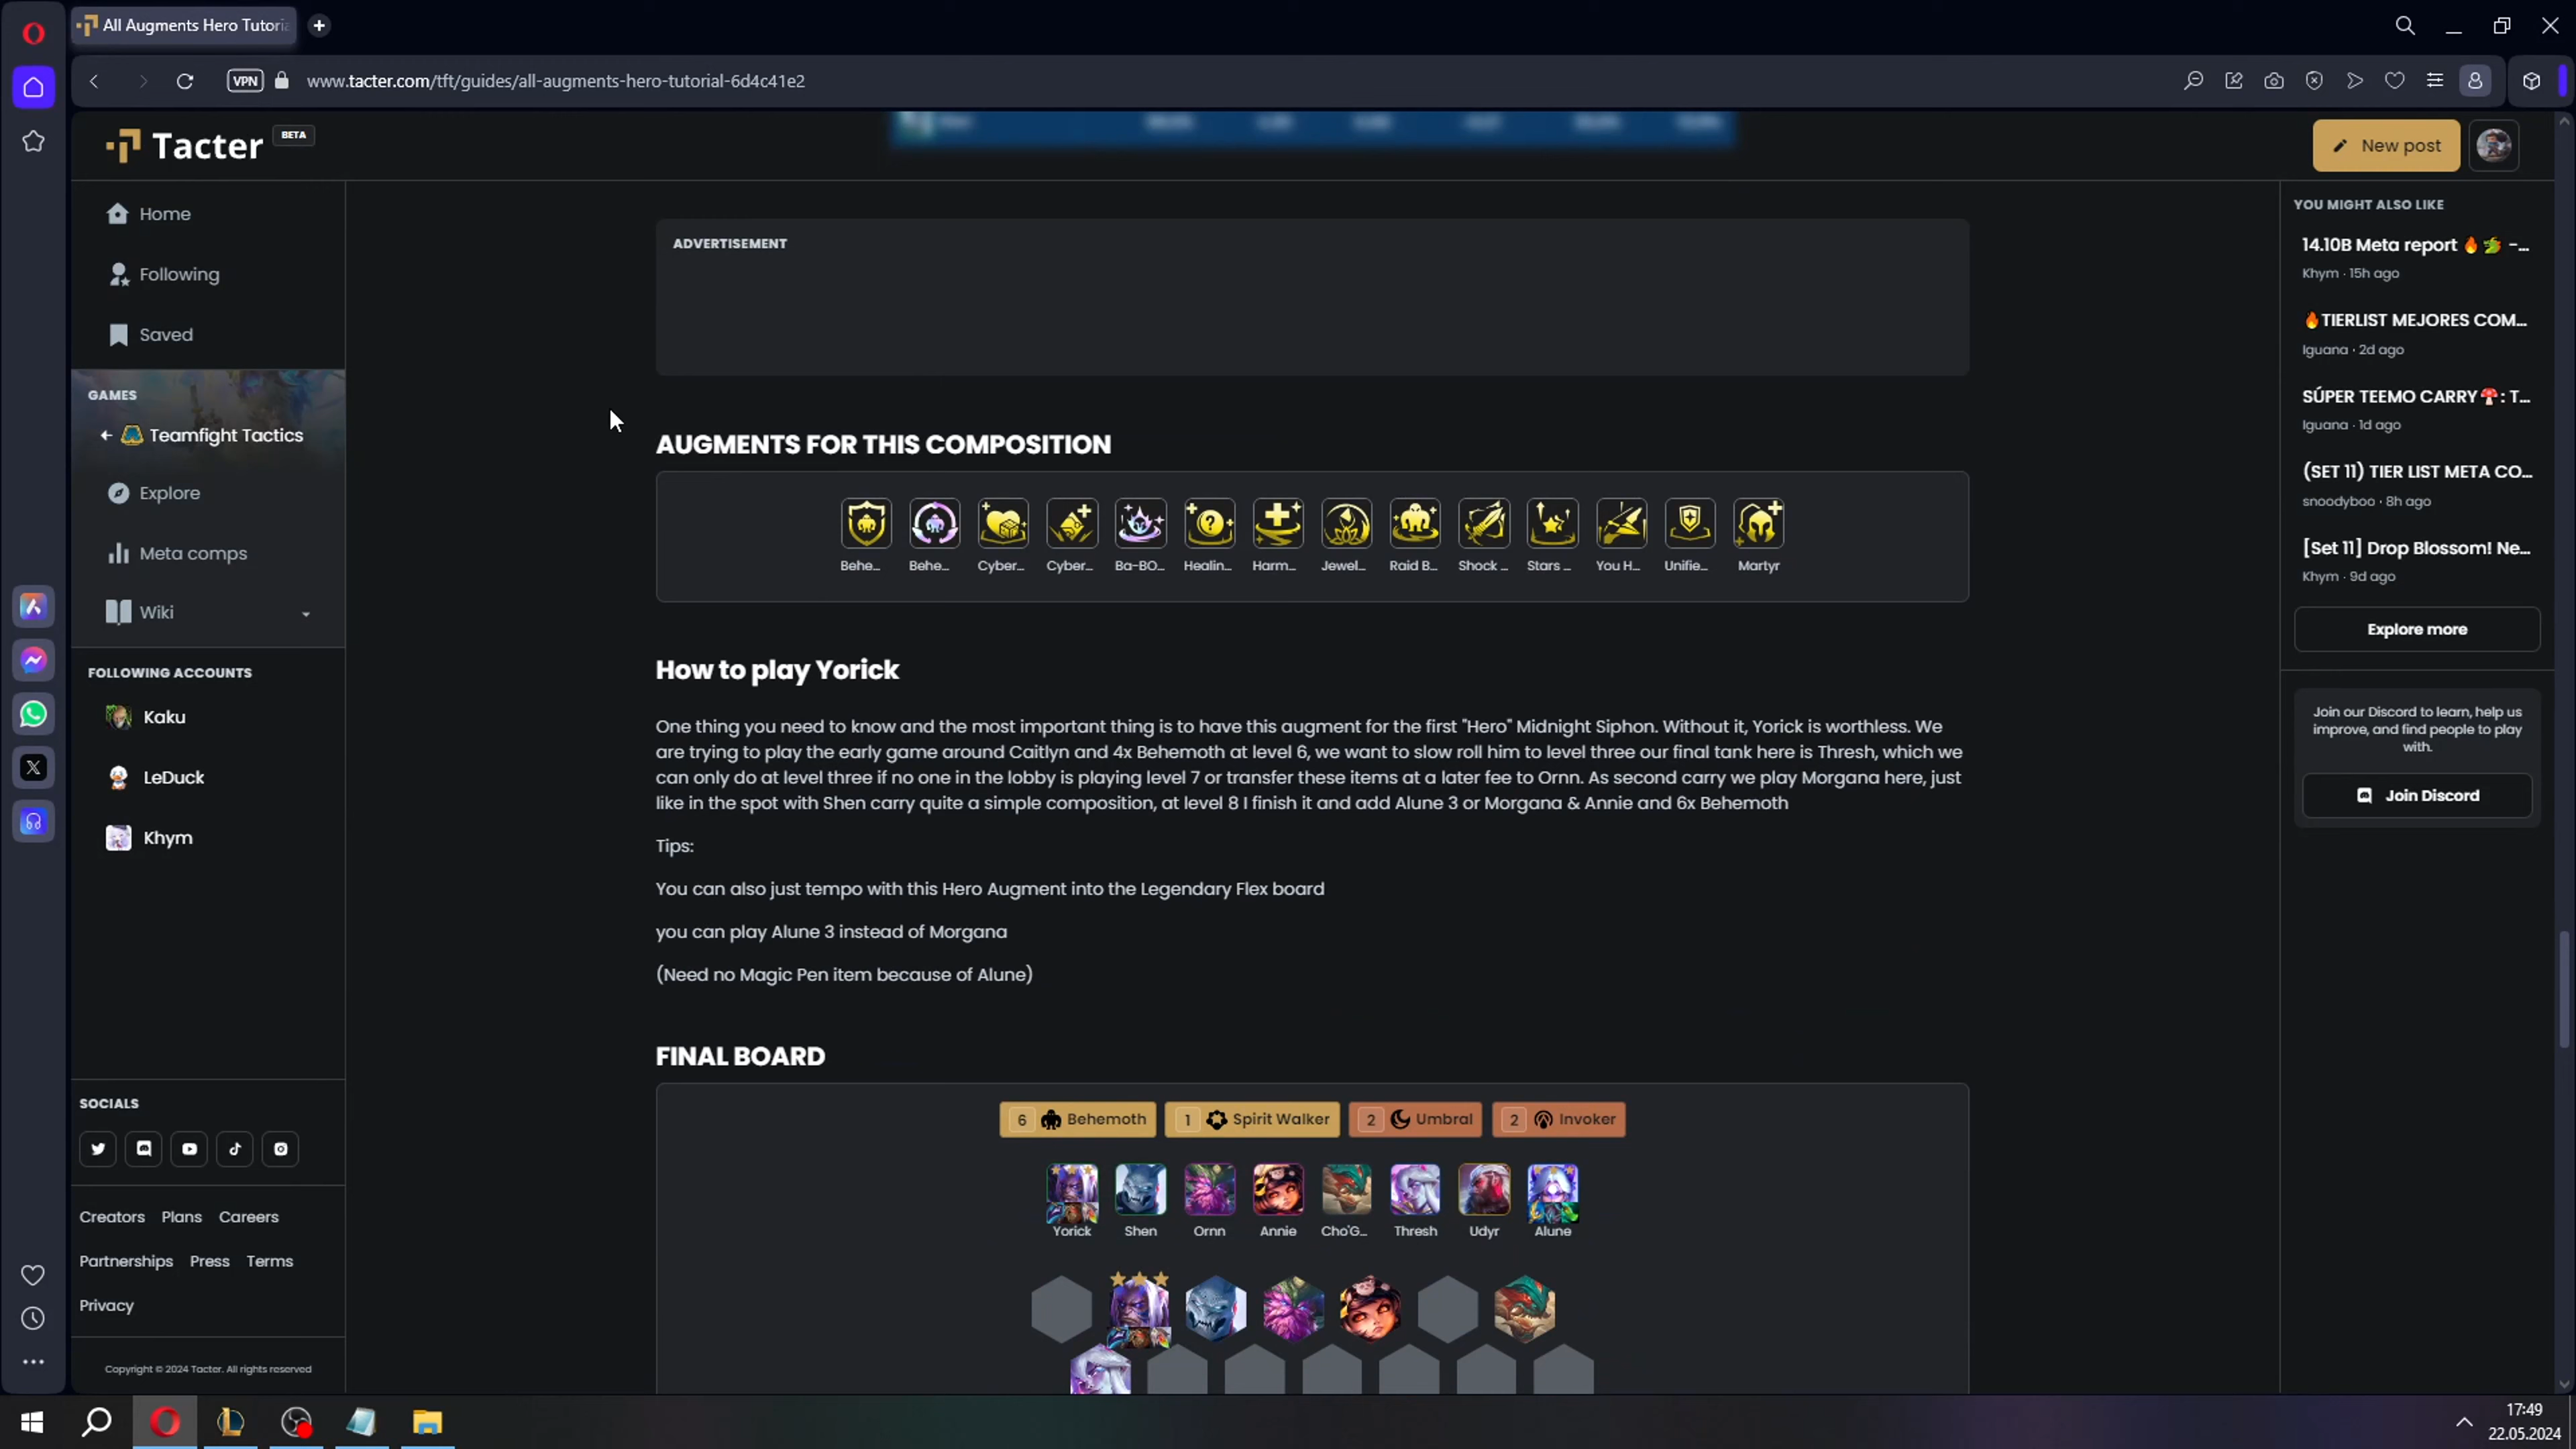 All Augments Hero Tutoria
VPN
www.tacter.com/tft/guides/all-augments-hero-tutorial-6d4c41e2
Tacter
BETA
New post
Home
Following
Saved
GAMES
Teamfight Tactics
Explore
Meta comps
Wiki
FOLLOWING ACCOUNTS
Kaku
LeDuck
Khym
SOCIALS
Creators Plans Careers
Partnerships Press Terms
Privacy
Copyright © 2024 Tacter. All rights reserved
ADVERTISEMENT
AUGMENTS FOR THIS COMPOSITION
Behe... Behe... Cyber... Cyber... Ba-BO... Healin... Harm... Jewel... Raid B... Shock ... Stars ... You H... Unifie... Martyr
How to play Yorick
One thing you need to know and the most important thing is to have this augment for the first "Hero" Midnight Siphon. Without it, Yorick is worthless. We
are trying to play the early game around Caitlyn and 4x Behemoth at level 6, we want to slow roll him to level three our final tank here is Thresh, which we
can only do at level three if no one in the lobby is playing level 7 or transfer these items at a later fee to Ornn. As second carry we play Morgana here, just
like in the spot with Shen carry quite a simple composition, at level 8 I finish it and add Alune 3 or Morgana & Annie and 6x Behemoth
Tips:
You can also just tempo with this Hero Augment into the Legendary Flex board
you can play Alune 3 instead of Morgana
(Need no Magic Pen item because of Alune)
FINAL BOARD
6 Behemoth 1 Spirit Walker 2 Umbral 2 Invoker
Yorick Shen Ornn Annie Cho'G... Thresh Udyr Alune
YOU MIGHT ALSO LIKE
14.10B Meta report 🔥🐉 -...
Khym · 15h ago
🔥TIERLIST MEJORES COM...
Iguana · 2d ago
SÚPER TEEMO CARRY🍄: T...
Iguana · 1d ago
(SET 11) TIER LIST META CO...
snoodyboo · 8h ago
[Set 11] Drop Blossom! Ne...
Khym · 9d ago
Explore more
Join our Discord to learn, help us
improve, and find people to play
with.
Join Discord
17:49
22.05.2024